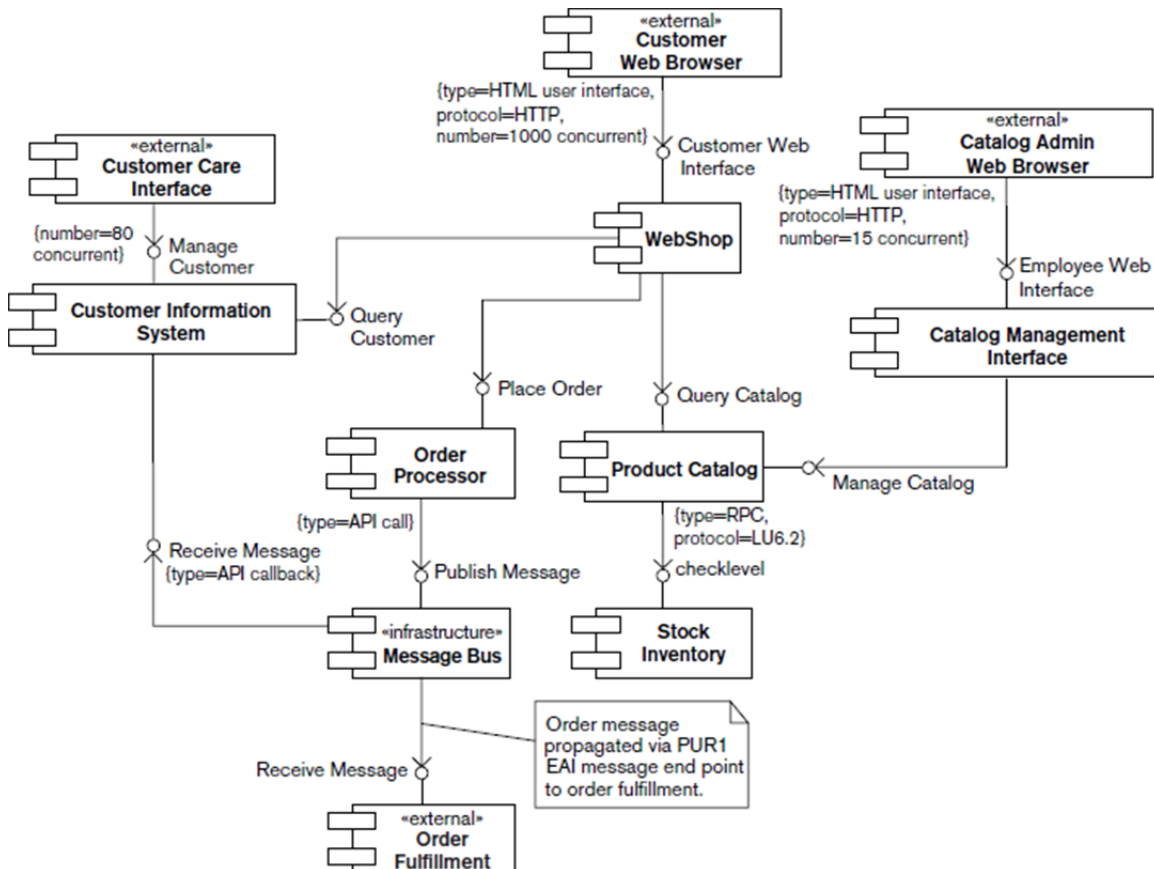 «external»
Customer
Web Browser
{type=HTML user interface,
protocol=HTTP,
number=1000 concurrent}
Customer Web
Interface
«external»
Catalog Admin
Web Browser
{type=HTML user interface,
protocol=HTTP,
number=15 concurrent}
Employee Web
Interface
«external»
Customer Care
Interface
{number=80
concurrent}
Manage
Customer
WebShop
Customer Information
System
Query
Customer
Catalog Management
Interface
Place Order
Query Catalog
Order
Processor
Product Catalog
Manage Catalog
{type=API call}
{type=RPC,
protocol=LU6.2}
Receive Message
{type=API callback}
Publish Message
checklevel
«infrastructure»
Message Bus
Stock
Inventory
Order message
propagated via PUR1
EAI message end point
to order fulfillment.
Receive Message
«external»
Order
Fulfillment